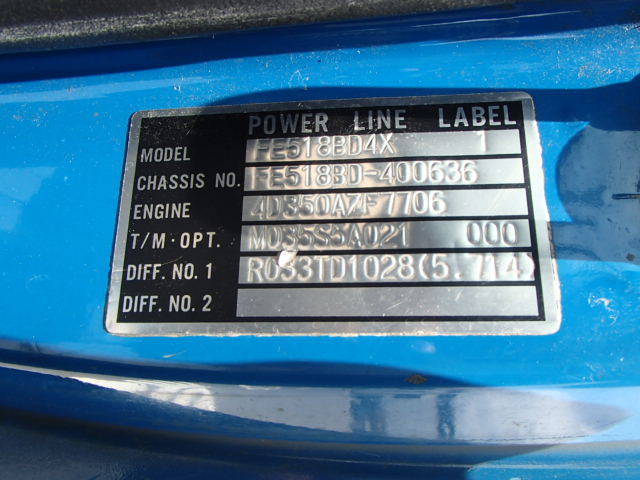 POWER LINE LABEL
MODEL FE518BD4X 1
CHASSIS NO. FE518BD-400636
ENGINE
T/M·OPT. M035S5A021 000
DIFF. NO. 1 R033TD1028(5.714)
DIFF. NO. 2